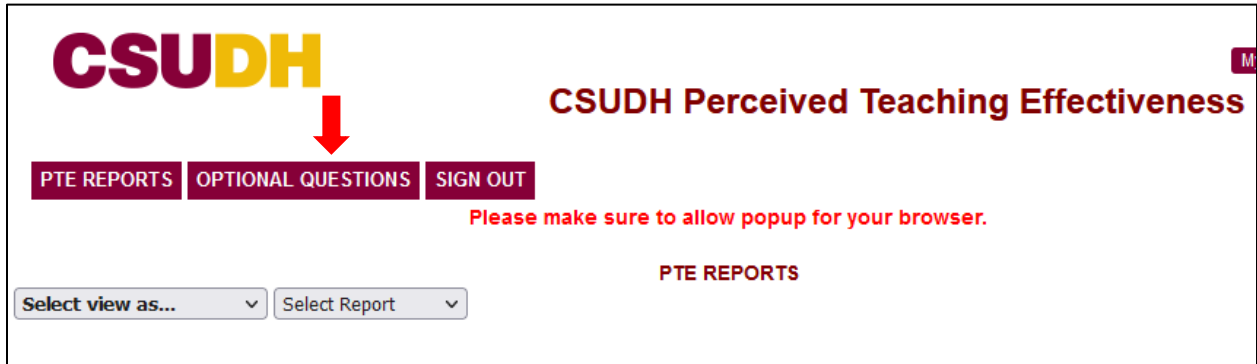 CSUDH
CSUDH Perceived Teaching Effectiveness
PTE REPORTS OPTIONAL QUESTIONS SIGN OUT
Please make sure to allow popup for your browser.
PTE REPORTS
Select view as... Select Report